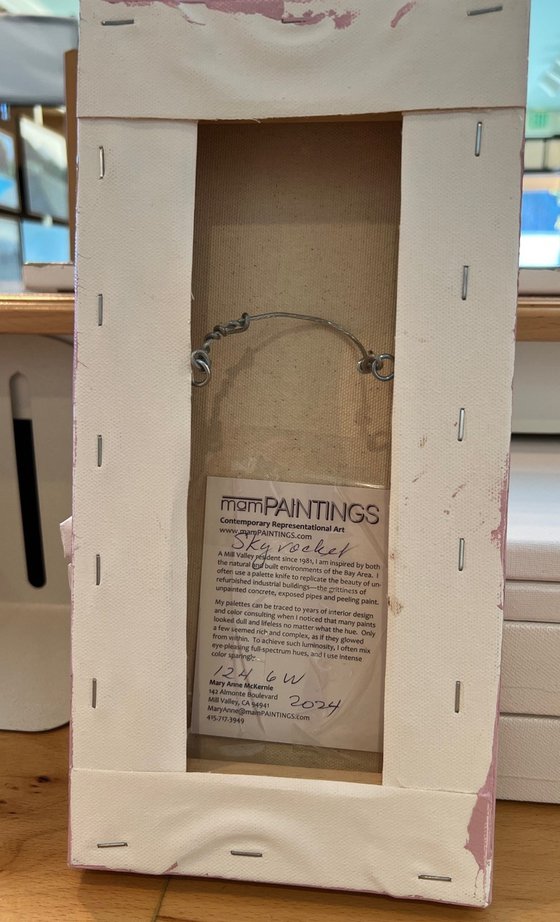 mamPAINTINGS
Contemporary Representational Art
www.mamPAINTINGS.com
Skyrocket
A Mill Valley resident since 1981, I am inspired by both
the natural and built environments of the Bay Area. I
often use a palette knife to replicate the beauty of un-
refurbished industrial buildings—the grittiness of
unpainted concrete, exposed pipes and peeling paint.
My palettes can be traced to years of interior design
and color consulting when I noticed that many paints
looked dull and lifeless no matter what the hue. Only
a few seemed rich and complex, as if they glowed
from within. To achieve such luminosity, I often mix
eye-pleasing full-spectrum hues, and I use intense
color sparingly.
12H 6W
Mary Anne McKernie
2024
142 Almonte Boulevard
Mill Valley, CA 94941
MaryAnne@mamPAINTINGS.com
415.717.3949